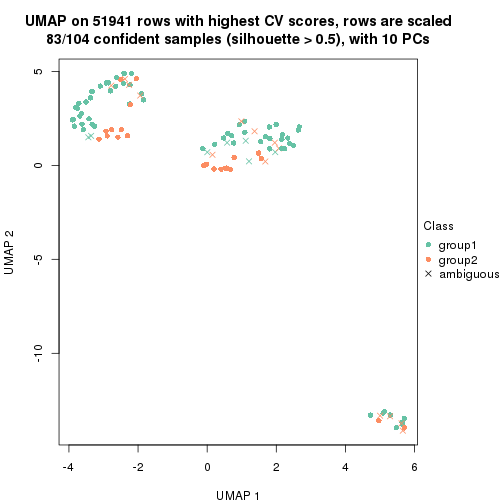 UMAP on 51941 rows with highest CV scores, rows are scaled
83/104 confident samples (silhouette > 0.5), with 10 PCs
5
0
-5
-10
UMAP 2
-4
-2
0
2
4
6
UMAP 1
Class
group1
group2
ambiguous